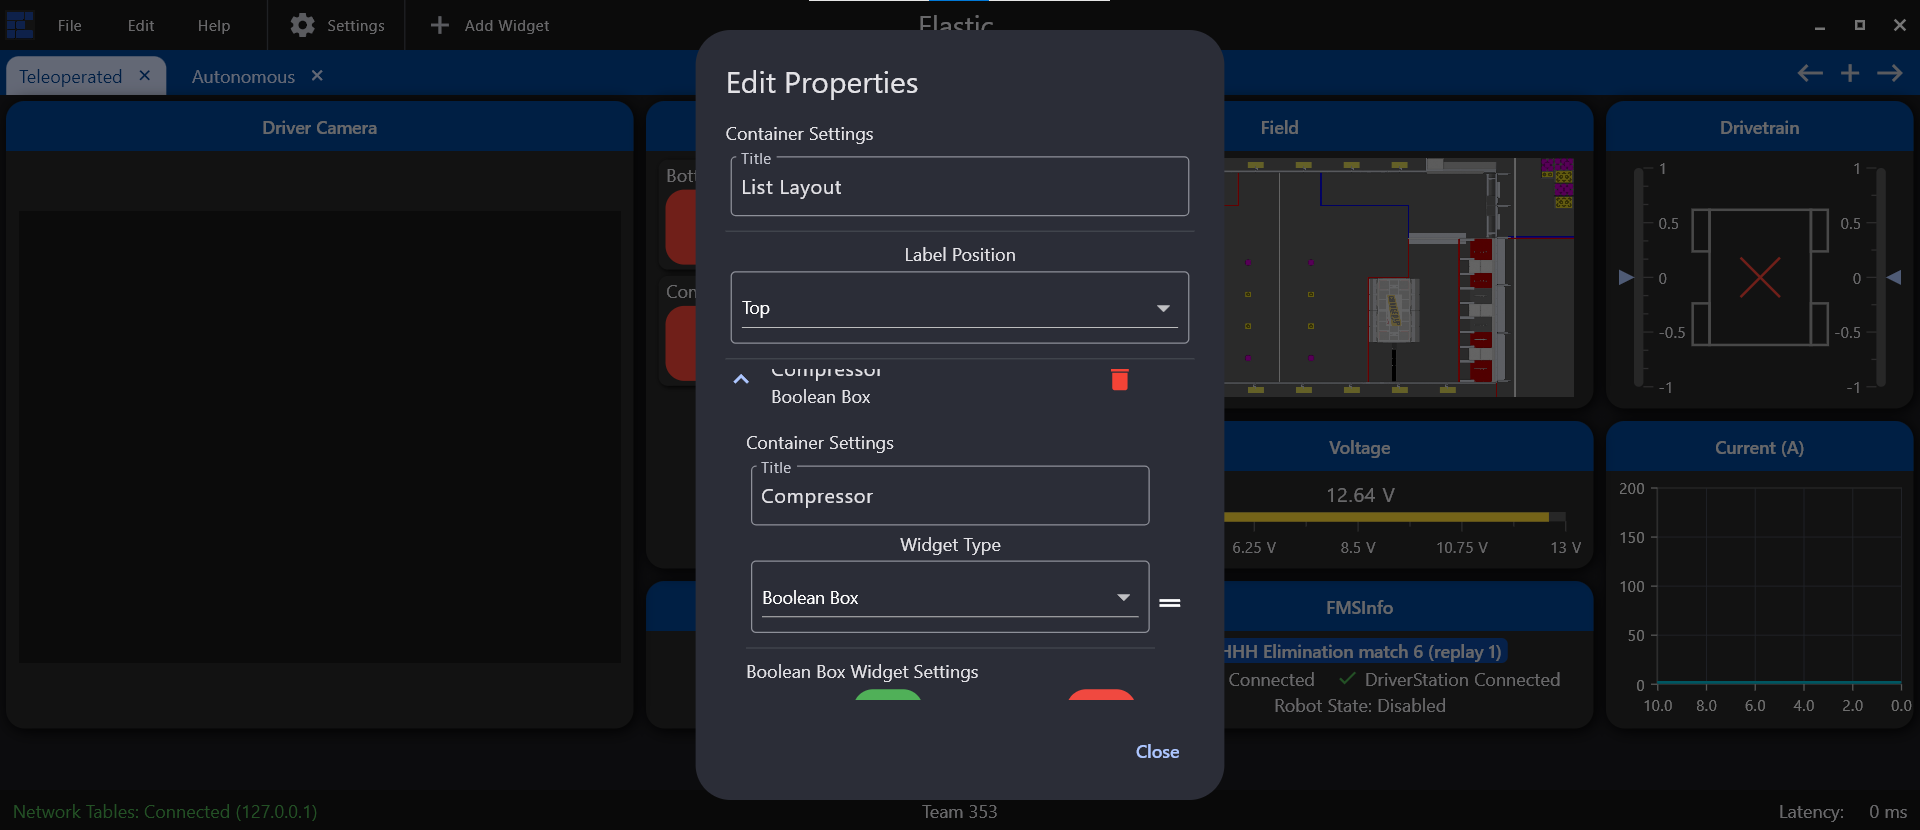 File Edit Help Settings Add Widget Elastic
Teleoperated Autonomous
Driver Camera
Field
Drivetrain
Edit Properties
Container Settings
Title
List Layout
Label Position
Top
Compressor
Boolean Box
Container Settings
Title
Compressor
Widget Type
Boolean Box
Boolean Box Widget Settings
Close
1 1
0.5 0.5
0 0
-0.5 -0.5
-1 -1
Voltage
12.64 V
6.25 V 8.5 V 10.75 V 13 V
Current (A)
200
150
100
50
0
10.0 8.0 6.0 4.0 2.0 0.0
FMSInfo
Elimination match 6 (replay 1)
Connected DriverStation Connected
Robot State: Disabled
Network Tables: Connected (127.0.0.1) Team 353 Latency: 0 ms